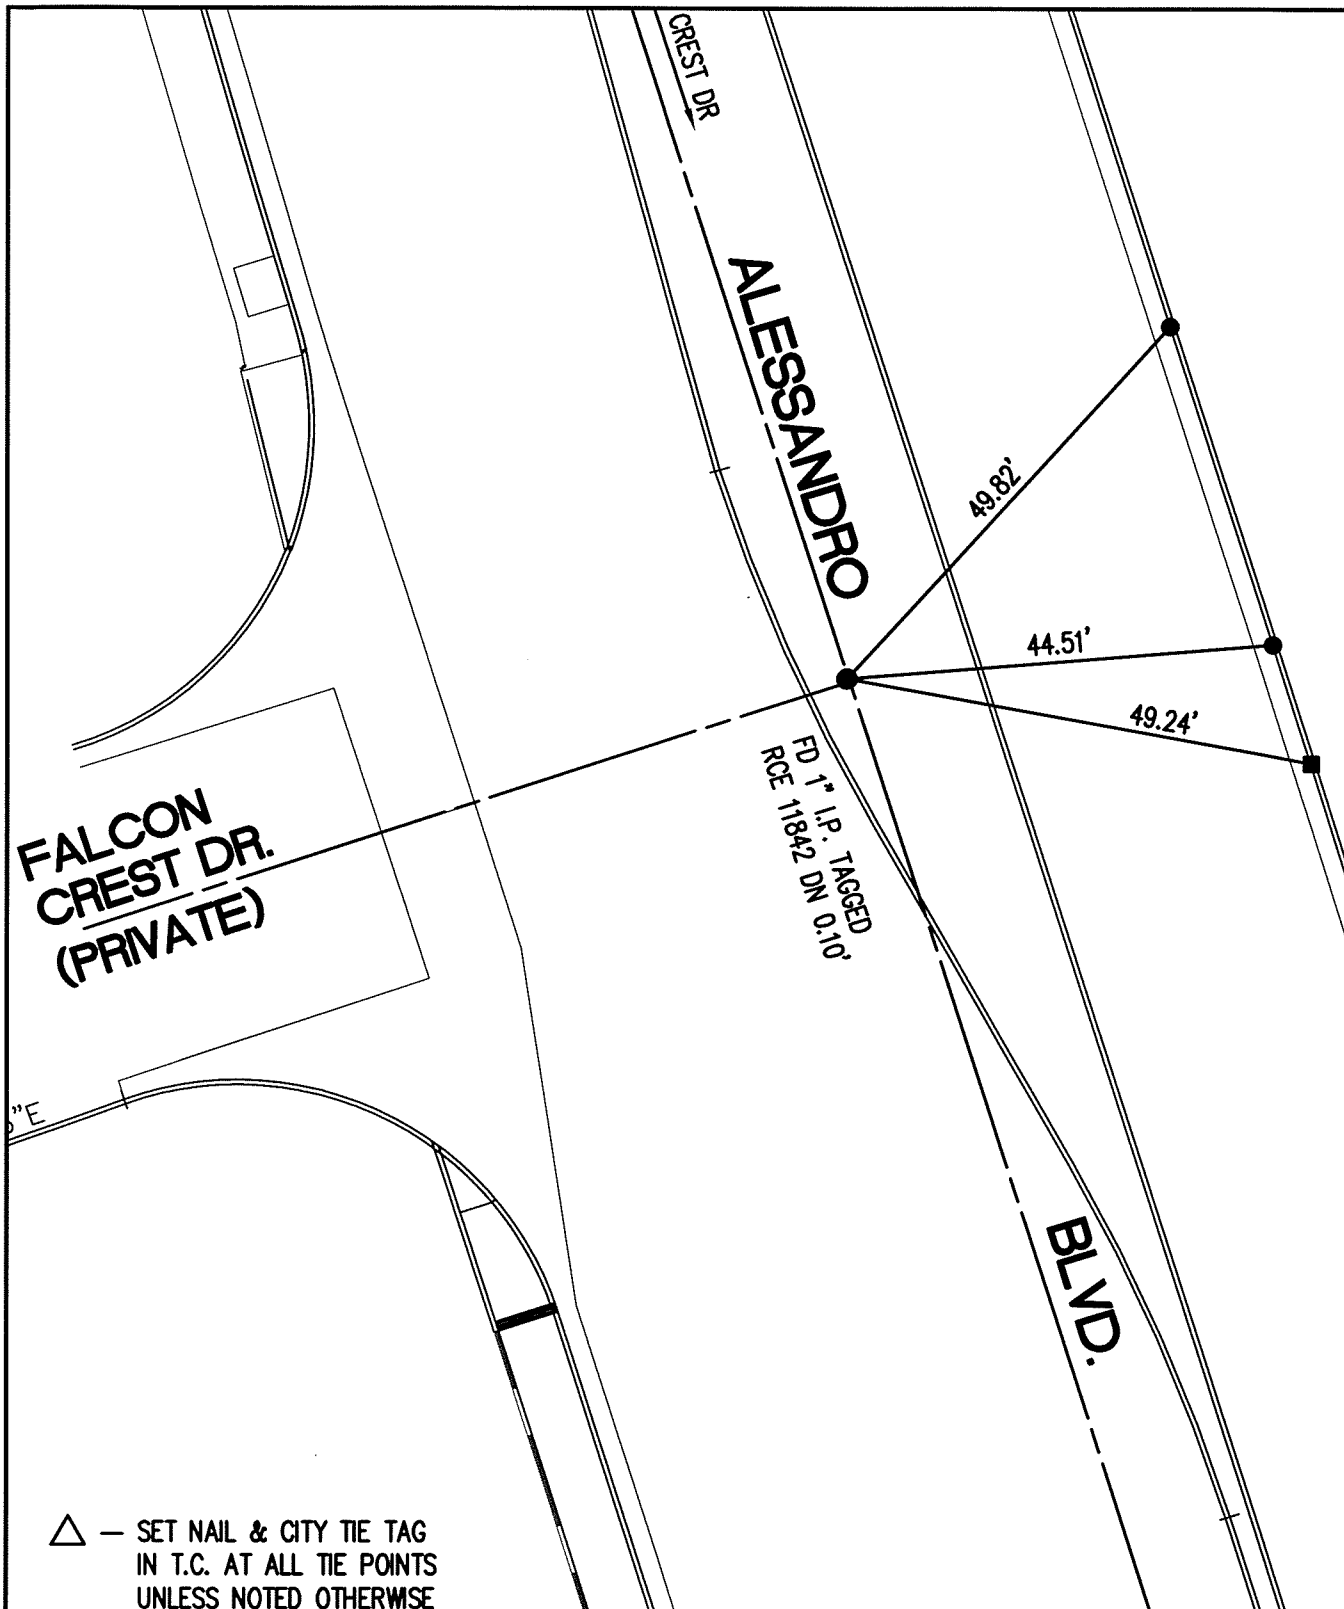 CREST DR
ALESSANDRO
49.82'
44.51'
49.24'
FD 1" I.P. TAGGED
RCE 11842 DN 0.10'
FALCON
CREST DR.
(PRIVATE)
"E
BLVD.
— SET NAIL & CITY TIE TAG
IN T.C. AT ALL TIE POINTS
UNLESS NOTED OTHERWISE